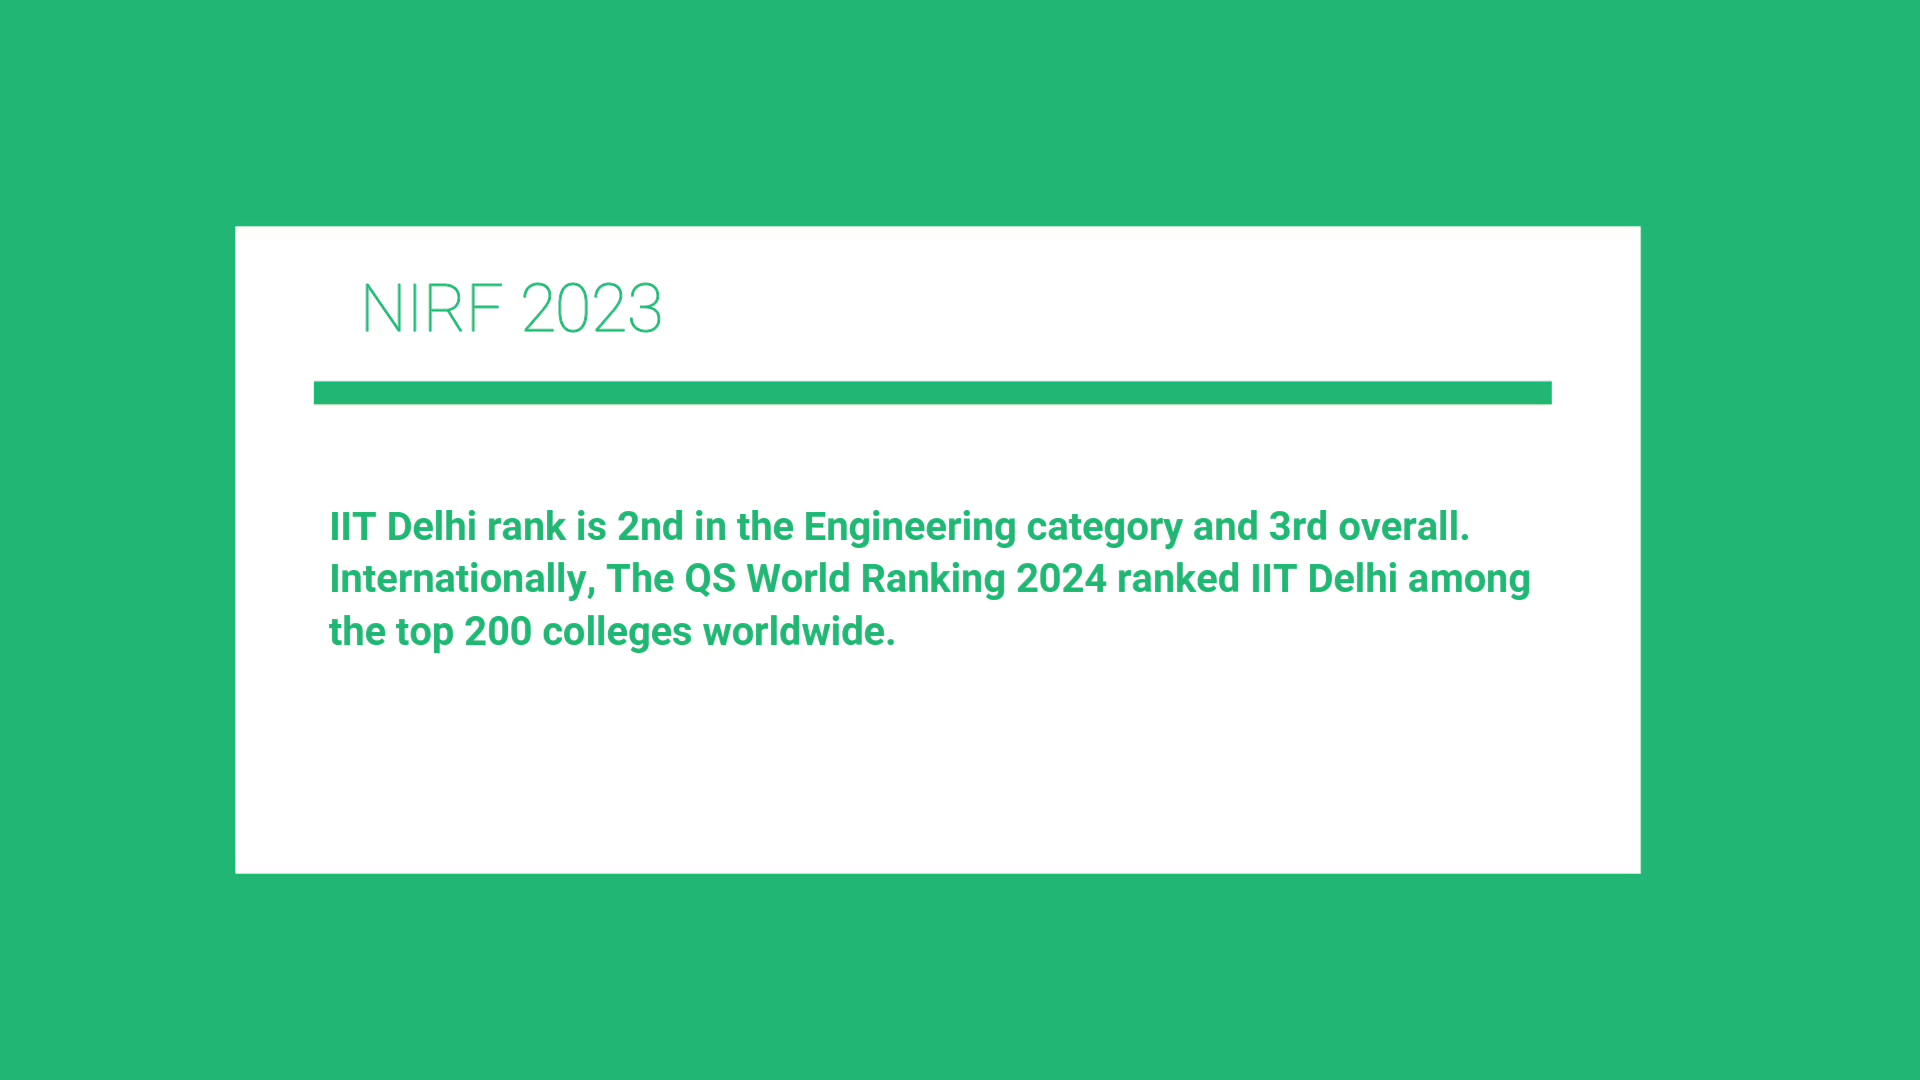 NIRF 2023
IIT Delhi rank is 2nd in the Engineering category and 3rd overall.
Internationally, The QS World Ranking 2024 ranked IIT Delhi among
the top 200 colleges worldwide.